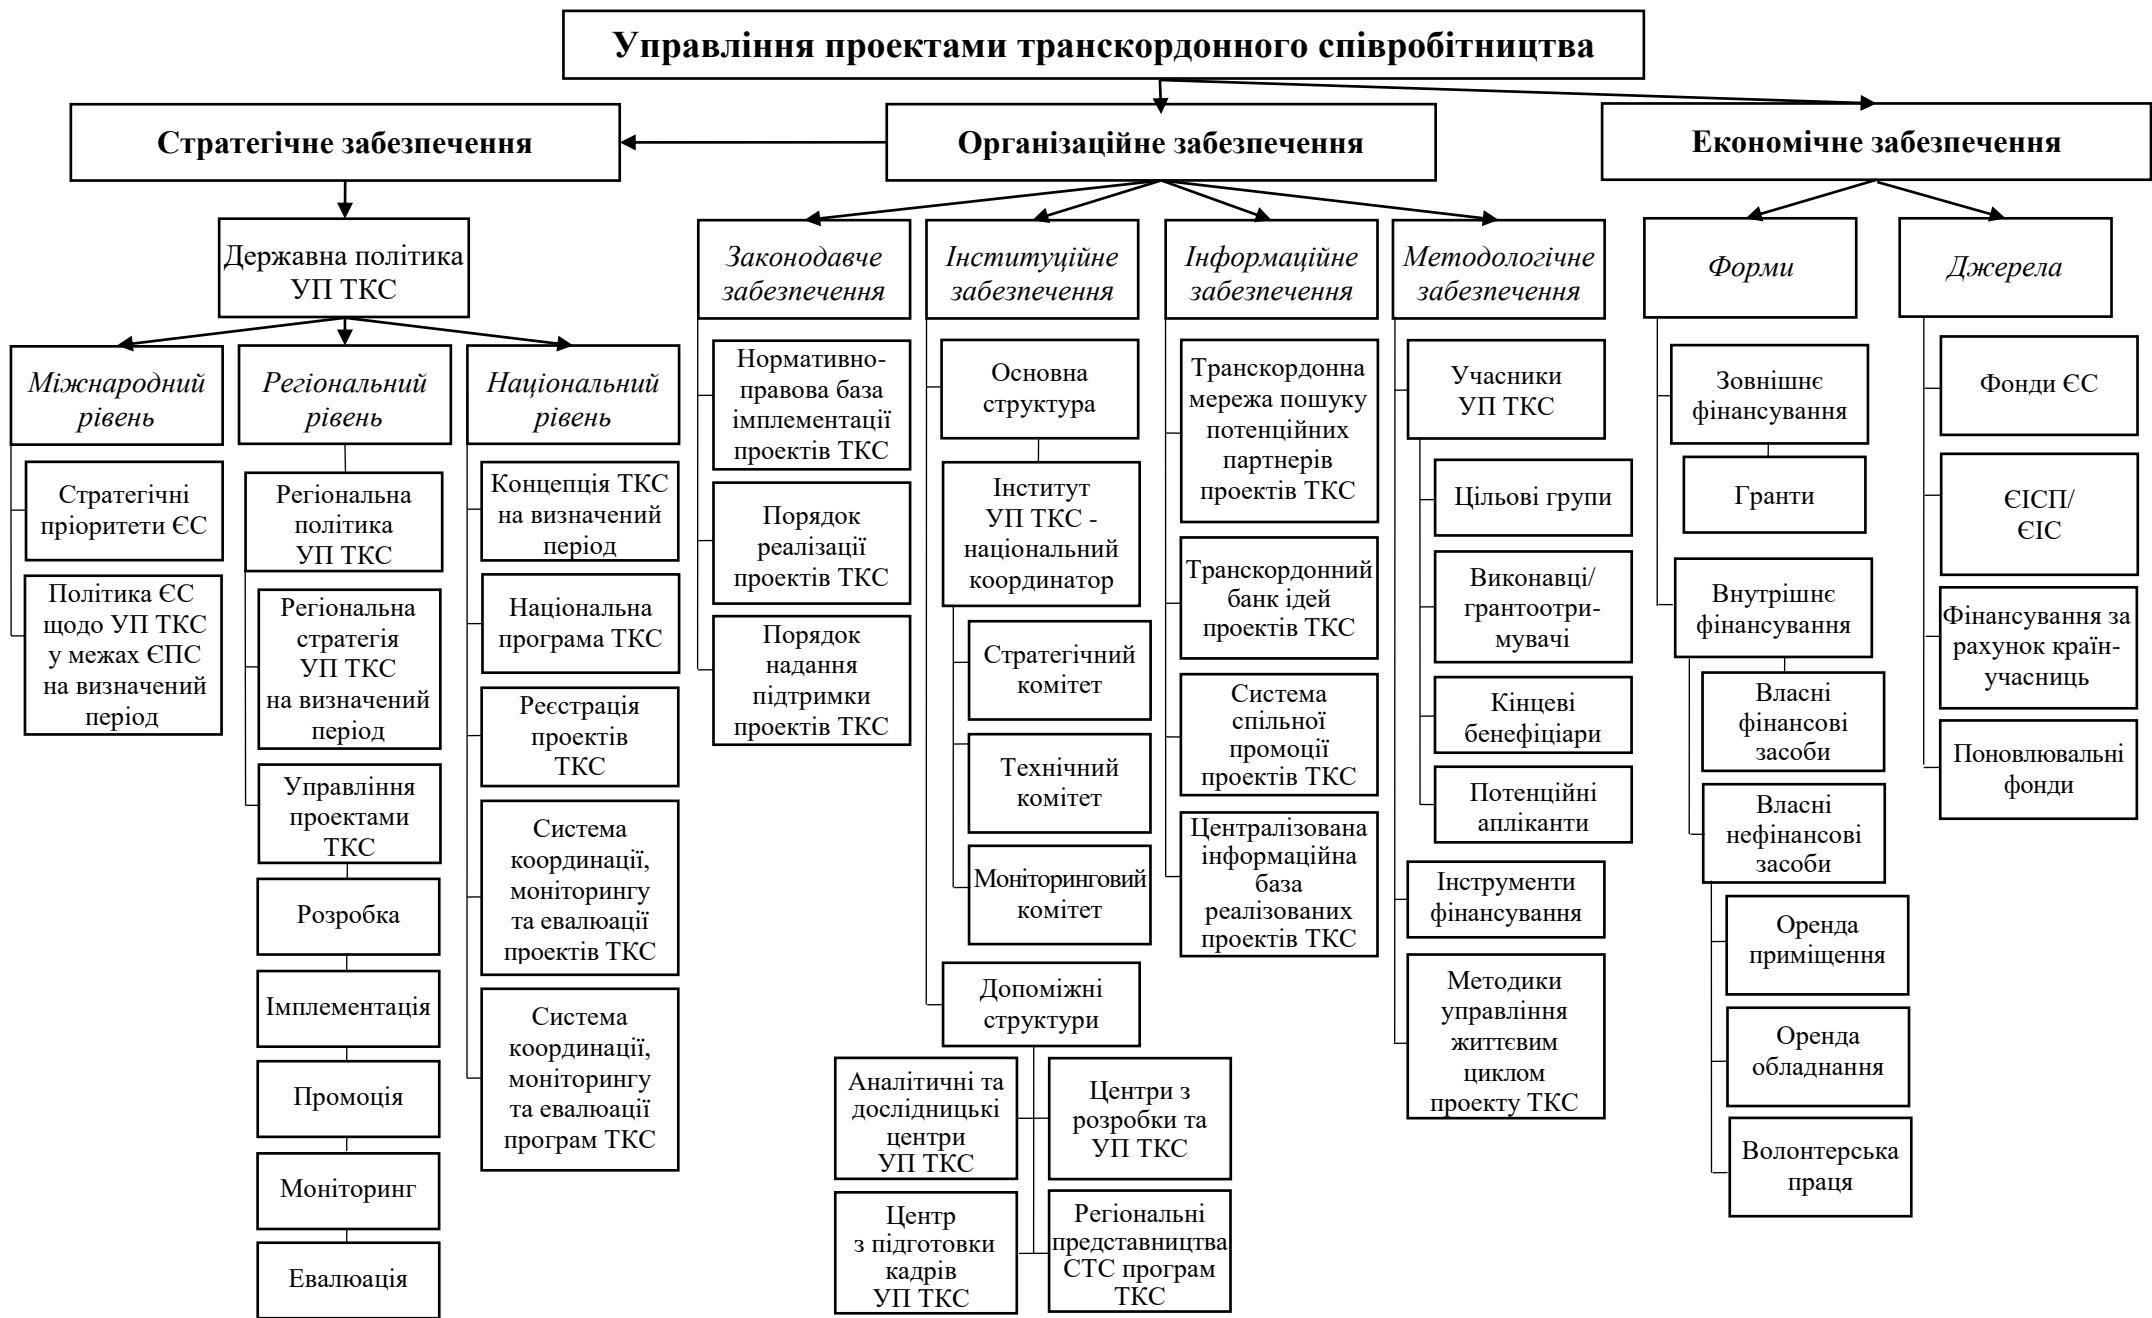 Управління проектами транскордонного співробітництва
Стратегічне забезпечення
Організаційне забезпечення
Економічне забезпечення
Державна політика
УП ТКС
Міжнародний
рівень
Стратегічні
пріоритети ЄС
Політика ЄС
щодо УП ТКС
у межах ЄПС
на визначений
період
Регіональний
рівень
Регіональна
політика
УП ТКС
Регіональна
стратегія
УП ТКС
на визначений
період
Управління
проектами
ТКС
Розробка
Імплементація
Промоція
Моніторинг
Евалюація
Національний
рівень
Концепція ТКС
на визначений
період
Національна
програма ТКС
Реєстрація
проектів
ТКС
Система
координації,
моніторингу
та евалюації
проектів ТКС
Система
координації,
моніторингу
та евалюації
програм ТКС
Законодавче
забезпечення
Нормативно-
правова база
імплементації
проектів ТКС
Порядок
реалізації
проектів ТКС
Порядок
надання
підтримки
проектів ТКС
Інституційне
забезпечення
Основна
структура
Інститут
УП ТКС -
національний
координатор
Стратегічний
комітет
Технічний
комітет
Моніторинговий
комітет
Допоміжні
структури
Аналітичні та
дослідницькі
центри
УП ТКС
Центри з
розробки та
УП ТКС
Центр
з підготовки
кадрів
УП ТКС
Регіональні
представництва
СТС програм
ТКС
Інформаційне
забезпечення
Транскордонна
мережа пошуку
потенційних
партнерів
проектів ТКС
Транскордонний
банк ідей
проектів ТКС
Система
спільної
промоції
проектів ТКС
Централізована
інформаційна
база
реалізованих
проектів ТКС
Методологічне
забезпечення
Учасники
УП ТКС
Цільові групи
Виконавці/
грантоотри-
мувачі
Кінцеві
бенефіціари
Потенційні
апліканти
Інструменти
фінансування
Методики
управління
життєвим
циклом
проекту ТКС
Форми
Зовнішнє
фінансування
Гранти
Внутрішнє
фінансування
Власні
фінансові
засоби
Власні
нефінансові
засоби
Оренда
приміщення
Оренда
обладнання
Волонтерська
праця
Джерела
Фонди ЄС
ЄІСП/
ЄІС
Фінансування за
рахунок країн-
учасниць
Поновлювальні
фонди